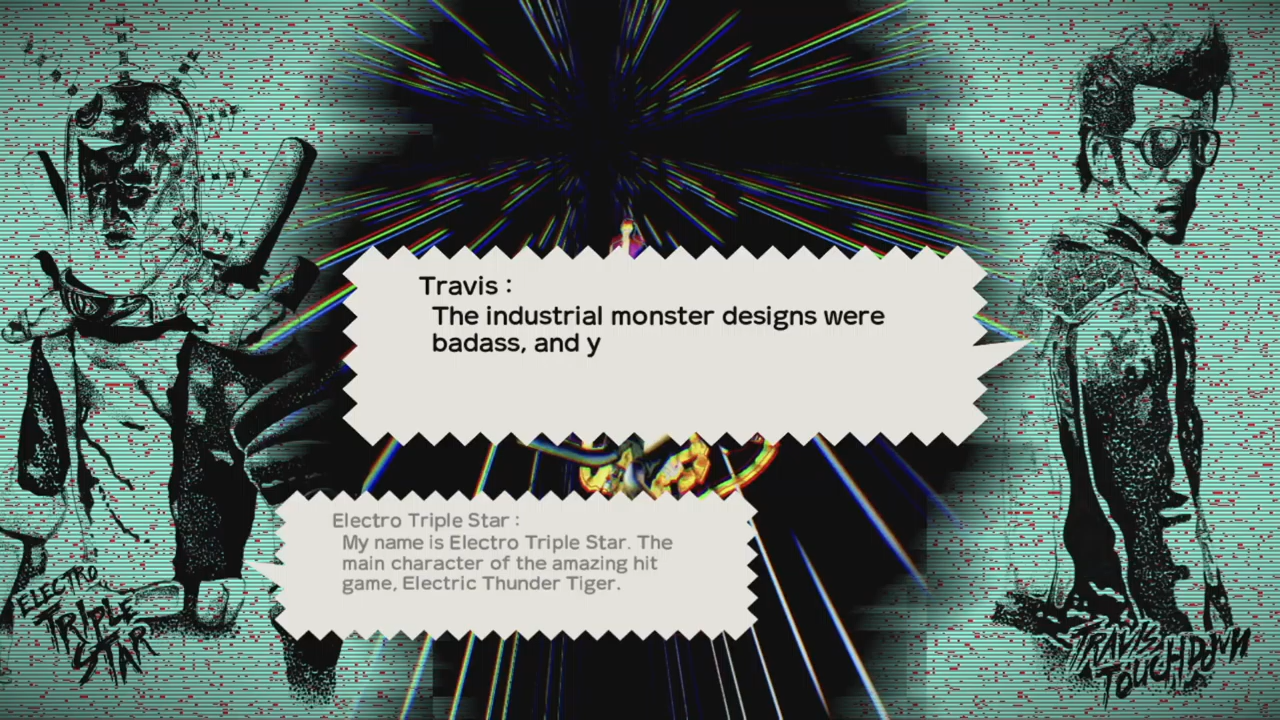 Travis :
The industrial monster designs were
badass, and y
Electro Triple Star :
My name is Electro Triple Star. The
main character of the amazing hit
game, Electric Thunder Tiger.
ELECTRO
TRIPLE
STAR
TRAVIS
TOUCHDOWN